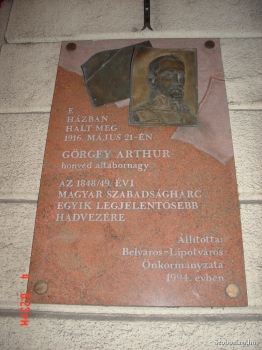 E
HÁZBAN
HALT MEG
1916. MÁJUS 21-ÉN
GÖRGEY ARTHUR
honvéd altábornagy
AZ 1848/49. ÉVI
MAGYAR SZABADSÁGHARC
EGYIK LEGJELENTŐSEBB
HADVEZÉRE
Állította:
Belváros-Lipótváros
Önkormányzata
1994. évben